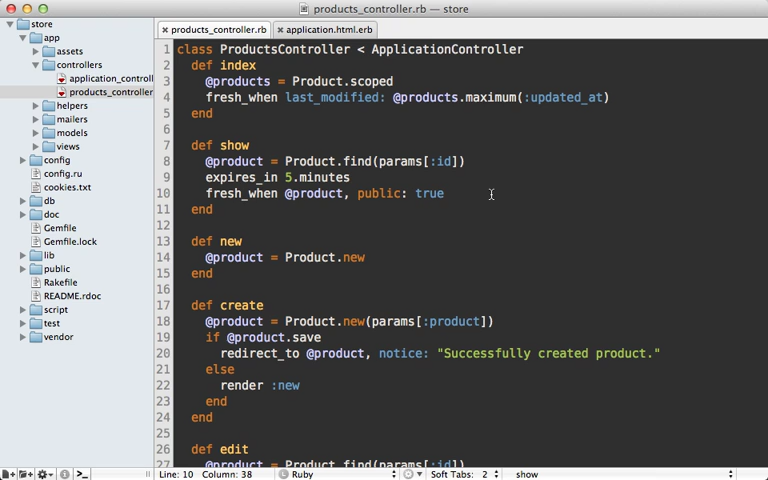 products_controller.rb — store
store
app
assets
controllers
application_controll
products_controller
helpers
mailers
models
views
config
config.ru
cookies.txt
db
doc
Gemfile
Gemfile.lock
lib
public
Rakefile
README.rdoc
script
test
vendor
products_controller.rb
application.html.erb
1 class ProductsController < ApplicationController
2 def index
3 @products = Product.scoped
4 fresh_when last_modified: @products.maximum(:updated_at)
5 end
6
7 def show
8 @product = Product.find(params[:id])
9 expires_in 5.minutes
10 fresh_when @product, public: true
11 end
12
13 def new
14 @product = Product.new
15 end
16
17 def create
18 @product = Product.new(params[:product])
19 if @product.save
20 redirect_to @product, notice: "Successfully created product."
21 else
22 render :new
23 end
24 end
25
26 def edit
27 @product = Product.find(params[:id])
Line: 10 Column: 38 Ruby Soft Tabs: 2 show